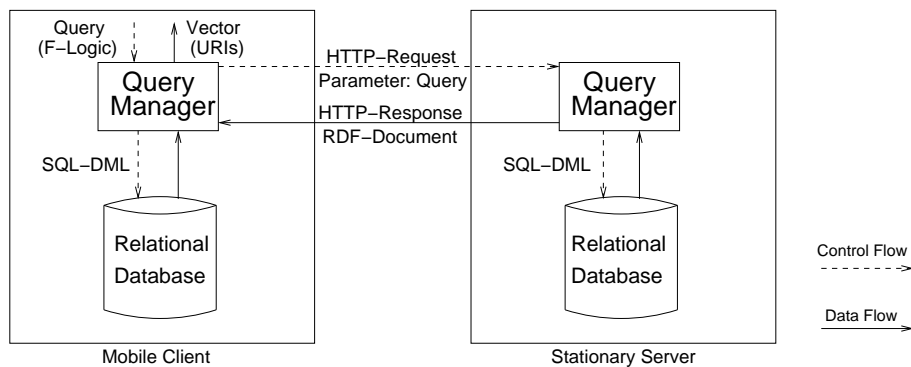 Query
(F−Logic)
Vector
(URIs)
Query
Manager
SQL−DML
Relational
Database
Mobile Client
HTTP−Request
Parameter: Query
HTTP−Response
RDF−Document
Query
Manager
SQL−DML
Relational
Database
Stationary Server
Control Flow
Data Flow